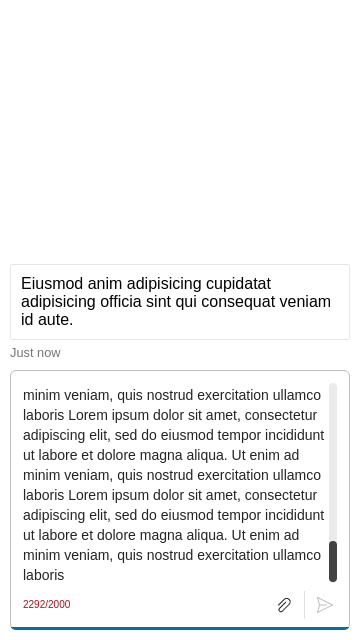 Eiusmod anim adipisicing cupidatat
adipisicing officia sint qui consequat veniam
id aute.
Just now
minim veniam, quis nostrud exercitation ullamco
laboris Lorem ipsum dolor sit amet, consectetur
adipiscing elit, sed do eiusmod tempor incididunt
ut labore et dolore magna aliqua. Ut enim ad
minim veniam, quis nostrud exercitation ullamco
laboris Lorem ipsum dolor sit amet, consectetur
adipiscing elit, sed do eiusmod tempor incididunt
ut labore et dolore magna aliqua. Ut enim ad
minim veniam, quis nostrud exercitation ullamco
laboris
2292/2000